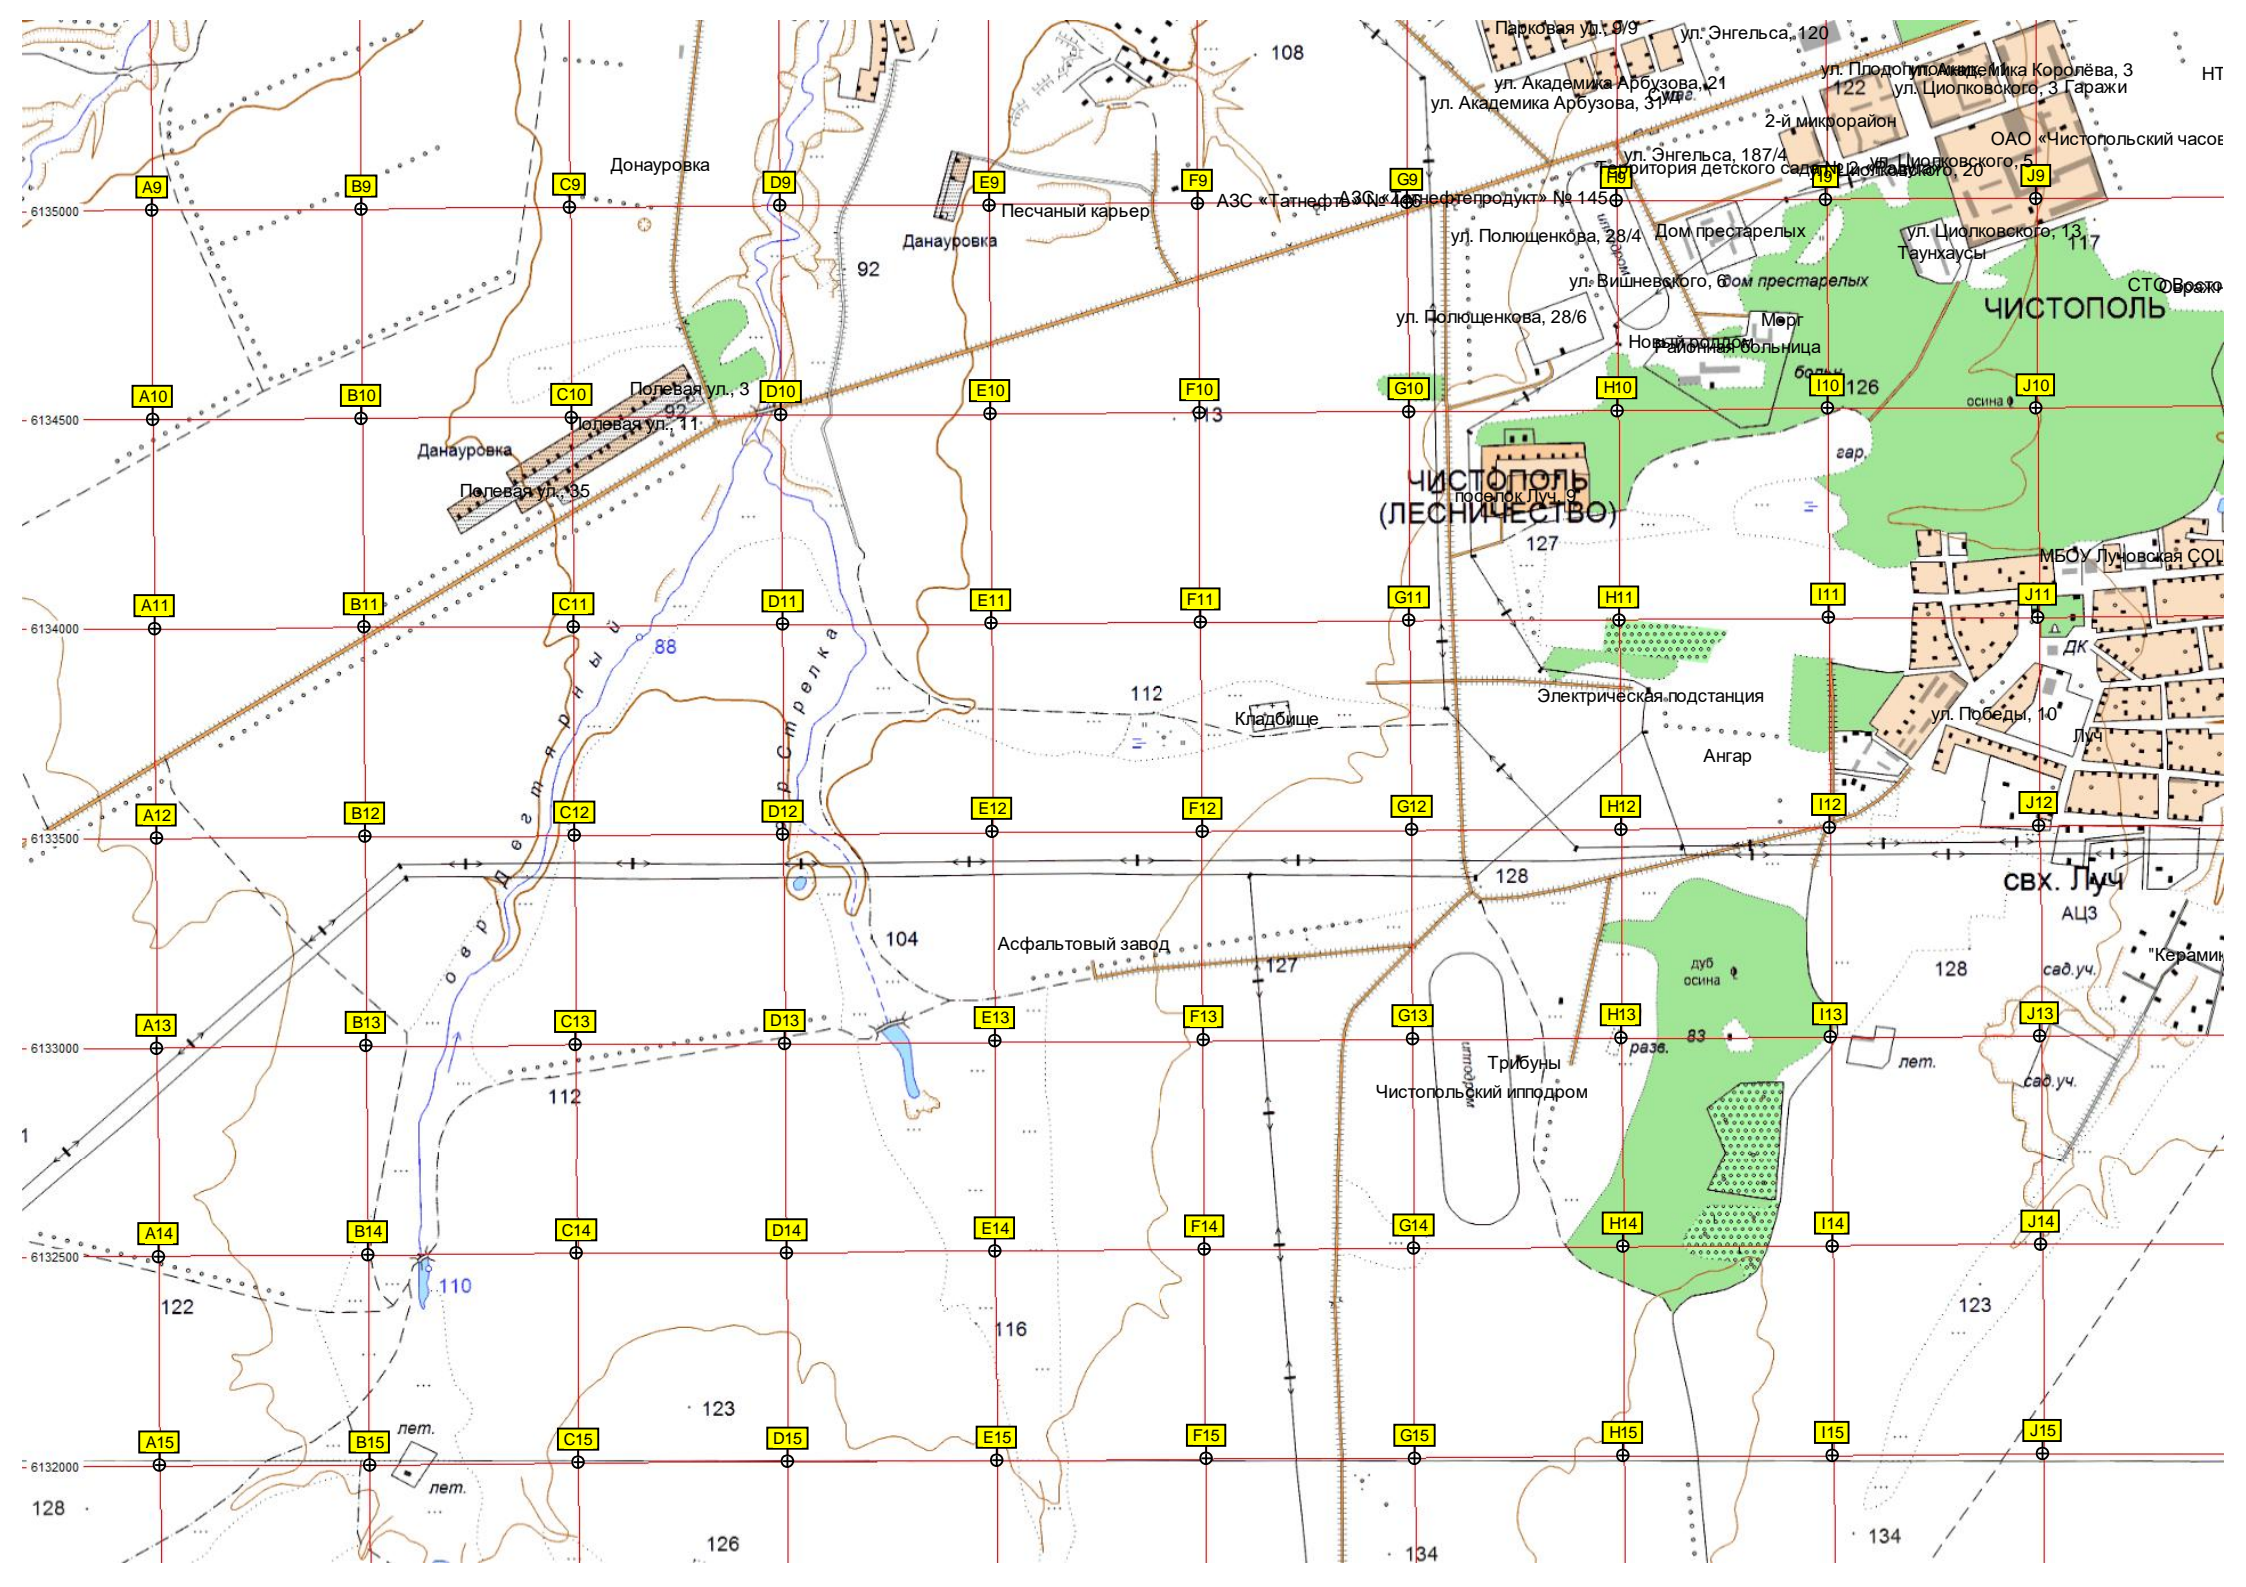 Парковая ул., 9/9
ул. Энгельса, 120
108
ул. Академика Королёва, 3
НТ
ул. Академика Арбузова, 21
122
ул. Циолковского, 3 Гаражи
ул. Академика Арбузова, 31
2-й микрорайон
ОАО «Чистопольский часов
Донауровка
ул. Энгельса, 187/4
ул. Циолковского, 5
A9
B9
C9
D9
E9
F9
G9
H9
I9
J9
6135000
Песчаный карьер
АЗС «Татнефтепродукт» № 145
Данауровка
ул. Полющенкова, 28/4
Дом престарелых
ул. Циолковского, 13
117
Таунхаусы
92
ипподром
ул. Вишневского, 6
дом престарелых
ЧИСТОПОЛЬ
ул. Полющенкова, 28/6
Морг
Новый роддом
Районная больница
больн.
A10
B10
C10
Полевая ул., 3
D10
E10
F10
G10
H10
I10
126
J10
осина
6134500
92
113
Полевая ул., 11
Данауровка
гар.
Полевая ул., 35
ЧИСТОПОЛЬ
поселок Луч, 9
(ЛЕСНИЧЕСТВО)
127
МБОУ Лучовская СОШ
A11
B11
C11
D11
E11
F11
G11
H11
I11
J11
6134000
88
ДК
112
Электрическая подстанция
Кладбище
ул. Победы, 10
Луч
Ангар
р Стрелка
овр Дегтярный
A12
B12
C12
D12
E12
F12
G12
H12
I12
J12
6133500
128
свх. Луч
АЦЗ
104
Асфальтовый завод
127
дуб
осина
128
сад.уч.
"Керамик
A13
B13
C13
D13
E13
F13
G13
H13
I13
J13
6133000
83
разв.
Трибуны
лет.
ипподром
сад.уч.
112
Чистопольский ипподром
1
A14
B14
C14
D14
E14
F14
G14
H14
I14
J14
6132500
110
122
123
116
123
лет.
A15
B15
C15
D15
E15
F15
G15
H15
I15
J15
6132000
лет.
128
126
134
134